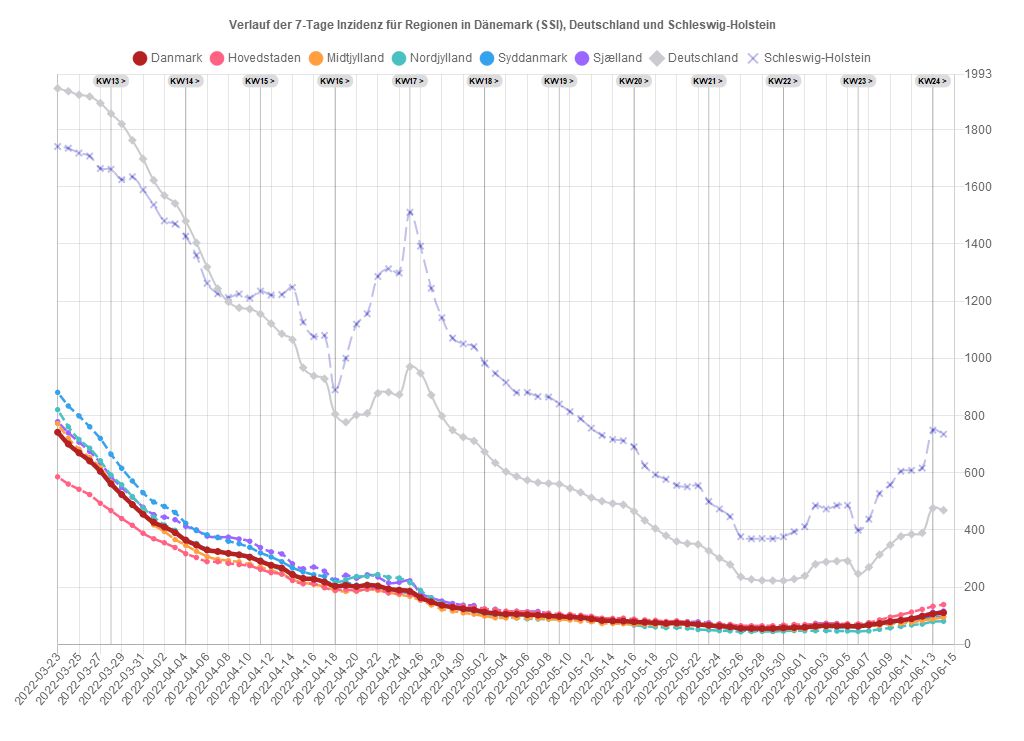 Verlauf der 7-Tage Inzidenz für Regionen in Dänemark (SSI), Deutschland und Schleswig-Holstein
Danmark Hovedstaden Midtjylland Nordjylland Syddanmark Sjælland Deutschland Schleswig-Holstein
KW13 > KW14 > KW15 > KW16 > KW17 > KW18 > KW19 > KW20 > KW21 > KW22 > KW23 > KW24 >
1993
1800
1600
1400
1200
1000
800
600
400
200
0
2022-03-23 2022-03-25 2022-03-27 2022-03-29 2022-03-31 2022-04-02 2022-04-04 2022-04-06 2022-04-08 2022-04-10 2022-04-12 2022-04-14 2022-04-16 2022-04-18 2022-04-20 2022-04-22 2022-04-24 2022-04-26 2022-04-28 2022-04-30 2022-05-02 2022-05-04 2022-05-06 2022-05-08 2022-05-10 2022-05-12 2022-05-14 2022-05-16 2022-05-18 2022-05-20 2022-05-22 2022-05-24 2022-05-26 2022-05-28 2022-05-30 2022-06-01 2022-06-03 2022-06-05 2022-06-07 2022-06-09 2022-06-11 2022-06-13 2022-06-15